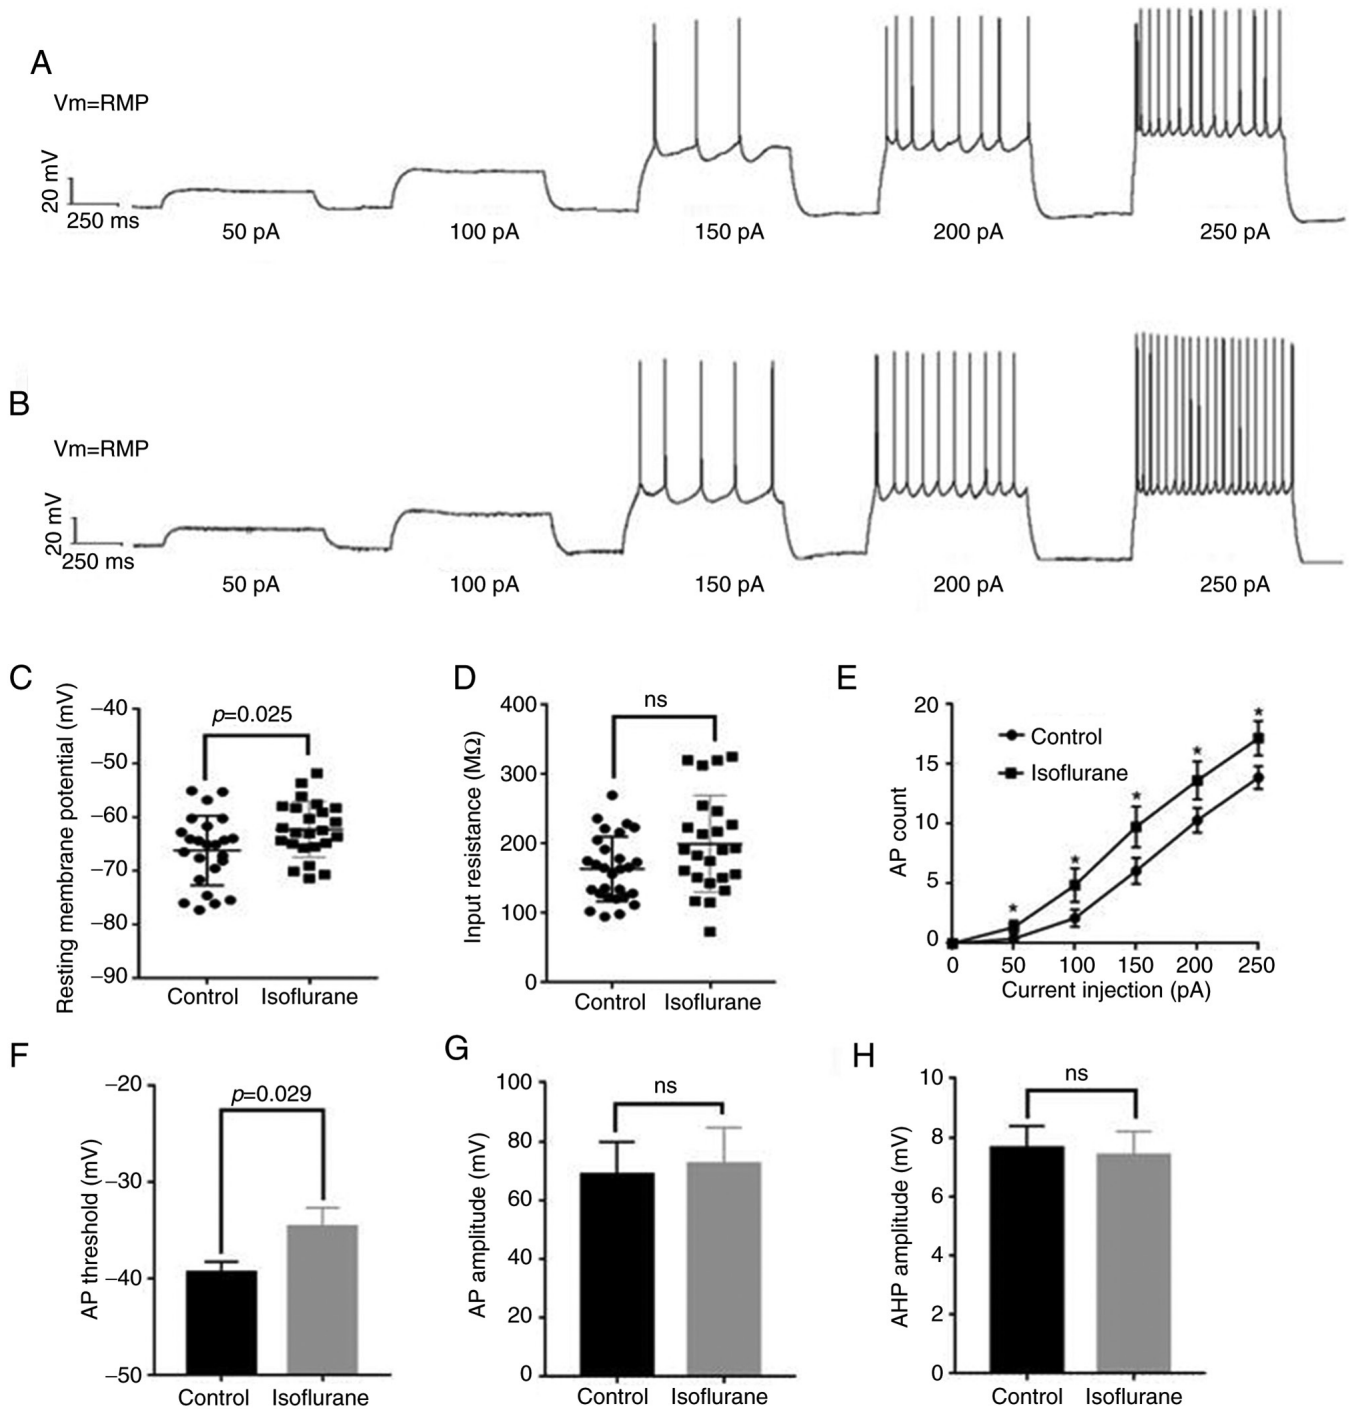 A
Vm=RMP
20 mV
250 ms
50 pA
100 pA
150 pA
200 pA
250 pA
B
Vm=RMP
20 mV
250 ms
50 pA
100 pA
150 pA
200 pA
250 pA
C
Resting membrane potential (mV)
−40
−50
−60
−70
−80
−90
p=0.025
Control
Isoflurane
D
Input resistance (MΩ)
400
300
200
100
0
ns
Control
Isoflurane
E
AP count
20
15
10
5
0
Control
Isoflurane
*
*
*
*
*
0
50
100
150
200
250
Current injection (pA)
F
AP threshold (mV)
−20
−30
−40
−50
p=0.029
Control
Isoflurane
G
AP amplitude (mV)
100
80
60
40
20
0
ns
Control
Isoflurane
H
AHP amplitude (mV)
10
8
6
4
2
0
ns
Control
Isoflurane